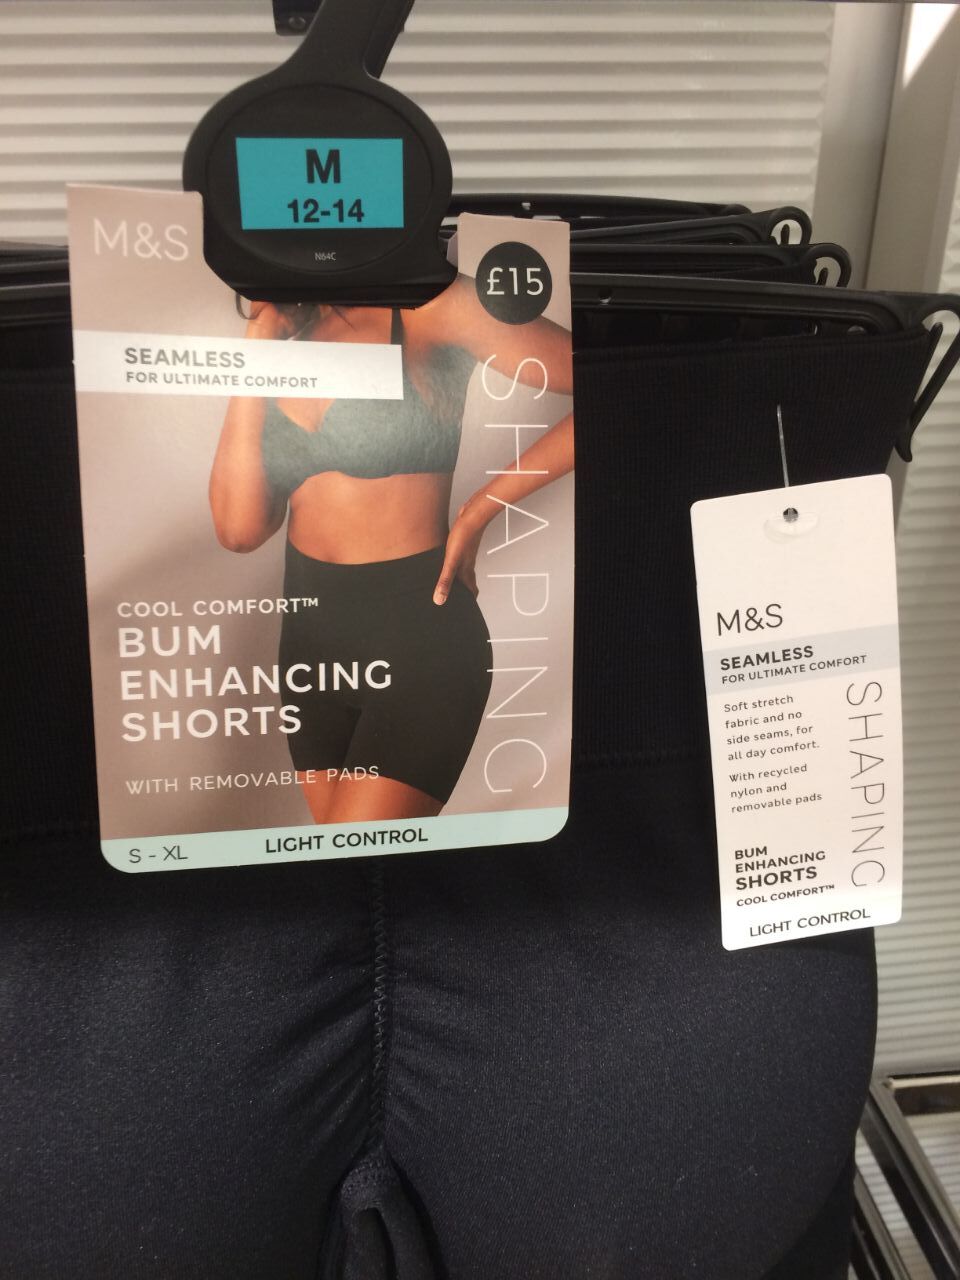 M
12-14
N64C
M&S
£15
SEAMLESS
FOR ULTIMATE COMFORT
SHAPING
COOL COMFORT™
BUM
ENHANCING
SHORTS
WITH REMOVABLE PADS
S - XL LIGHT CONTROL
M&S
SEAMLESS
FOR ULTIMATE COMFORT
Soft stretch
fabric and no
side seams, for
all day comfort.
With recycled
nylon and
removable pads
SHAPING
BUM
ENHANCING
SHORTS
COOL COMFORT™
LIGHT CONTROL